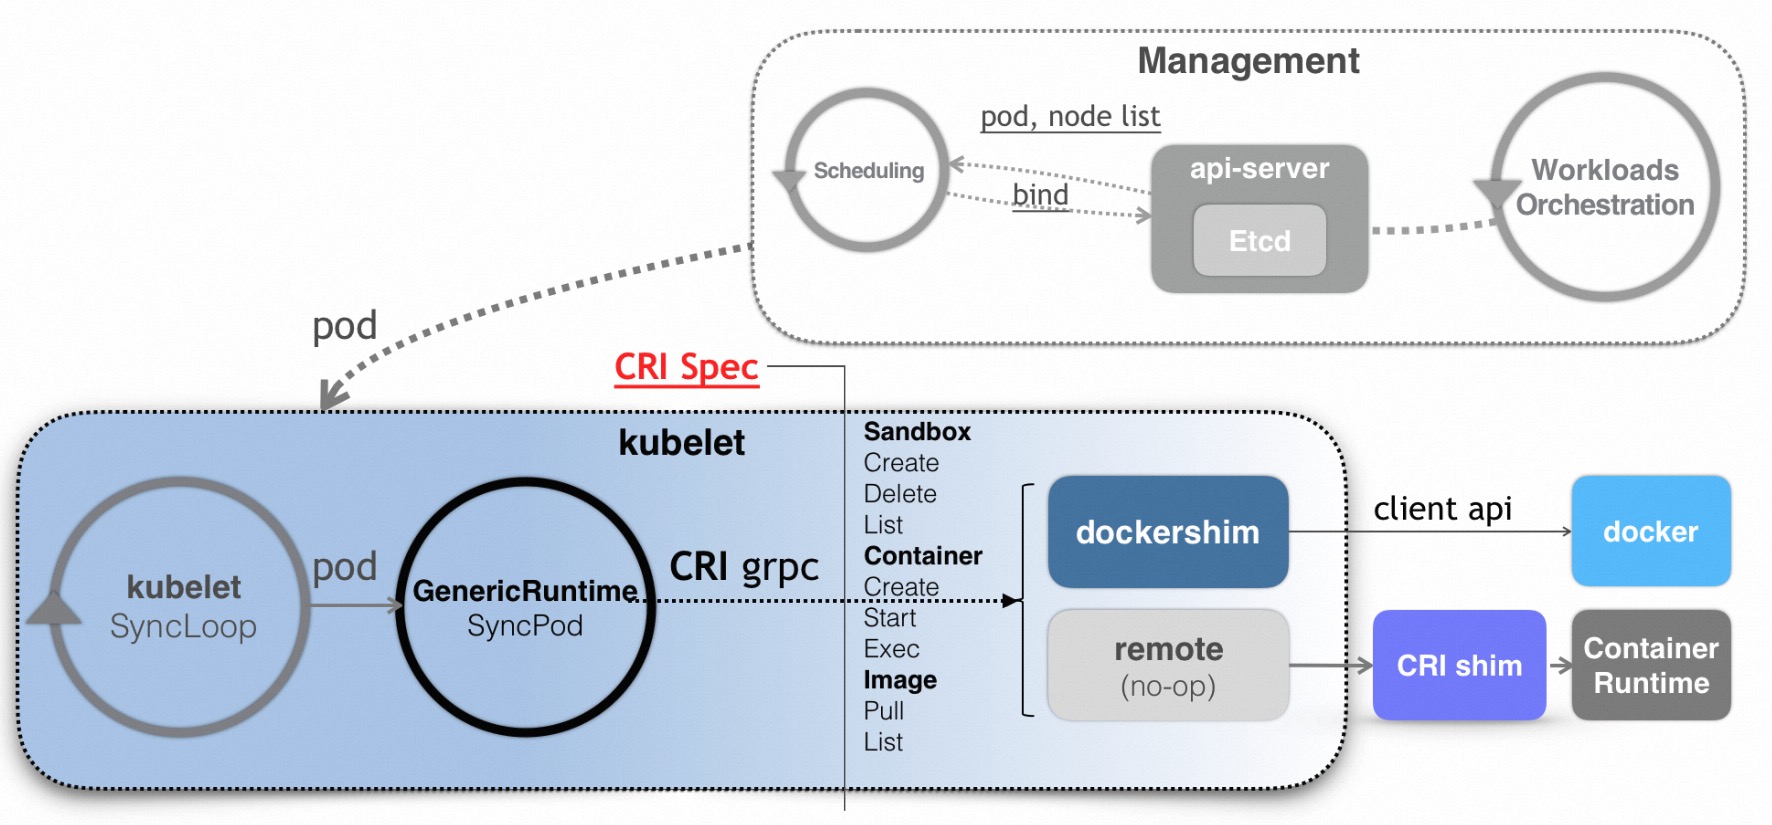 Management
pod, node list
Scheduling
bind
api-server
Etcd
Workloads
Orchestration
pod
CRI Spec
kubelet
kubelet
SyncLoop
pod
GenericRuntime
SyncPod
CRI grpc
Sandbox
Create
Delete
List
Container
Create
Start
Exec
Image
Pull
List
dockershim
client api
docker
remote
(no-op)
CRI shim
Container
Runtime